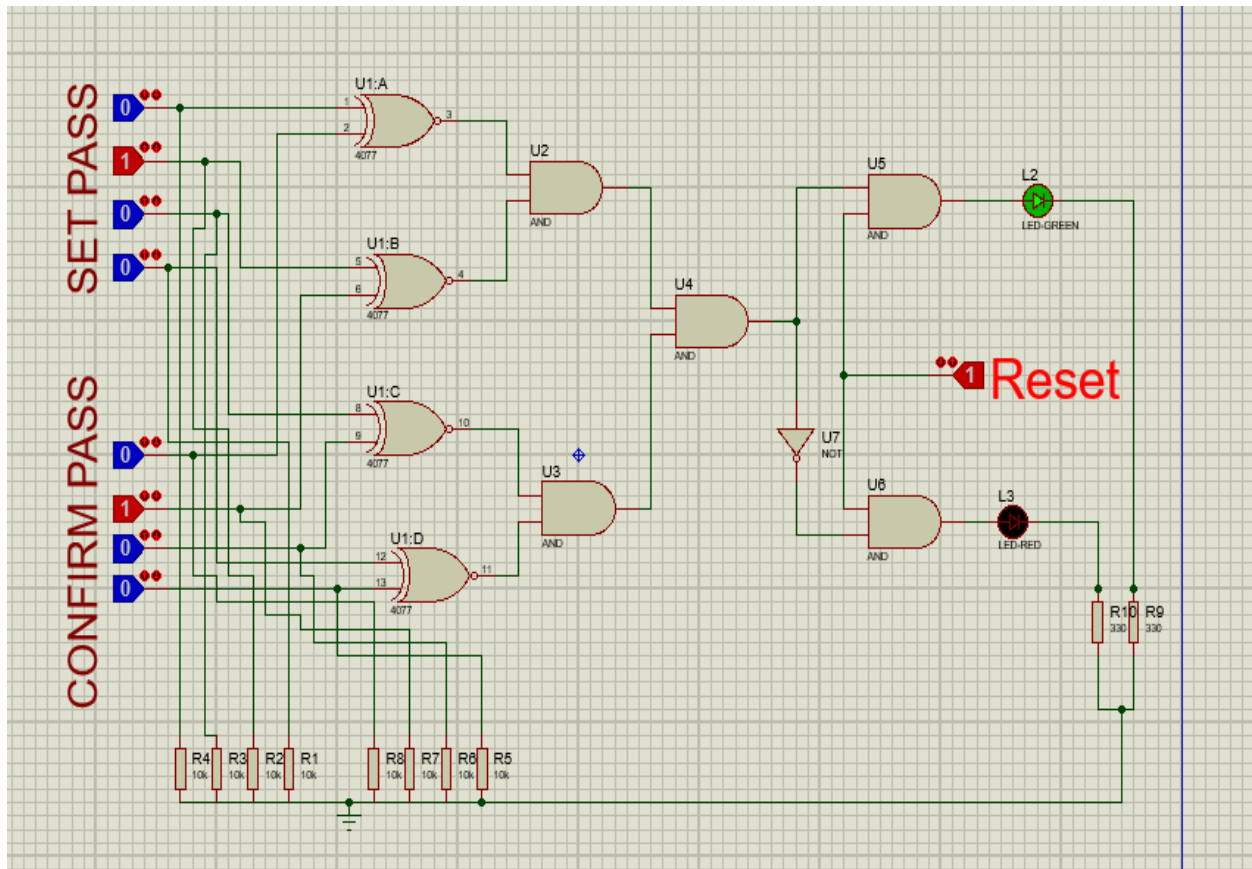 SET PASS
0
1
0
0
CONFIRM PASS
0
1
0
0
U1:A
1
2
3
4077
U1:B
5
6
4
4077
U1:C
8
9
10
4077
U1:D
12
13
11
4077
U2
AND
U3
AND
U4
AND
U5
AND
U7
NOT
U6
AND
L2
LED-GREEN
1 Reset
L3
LED-RED
R10
330
R9
330
R4
10k
R3
10k
R2
10k
R1
10k
R8
10k
R7
10k
R6
10k
R5
10k